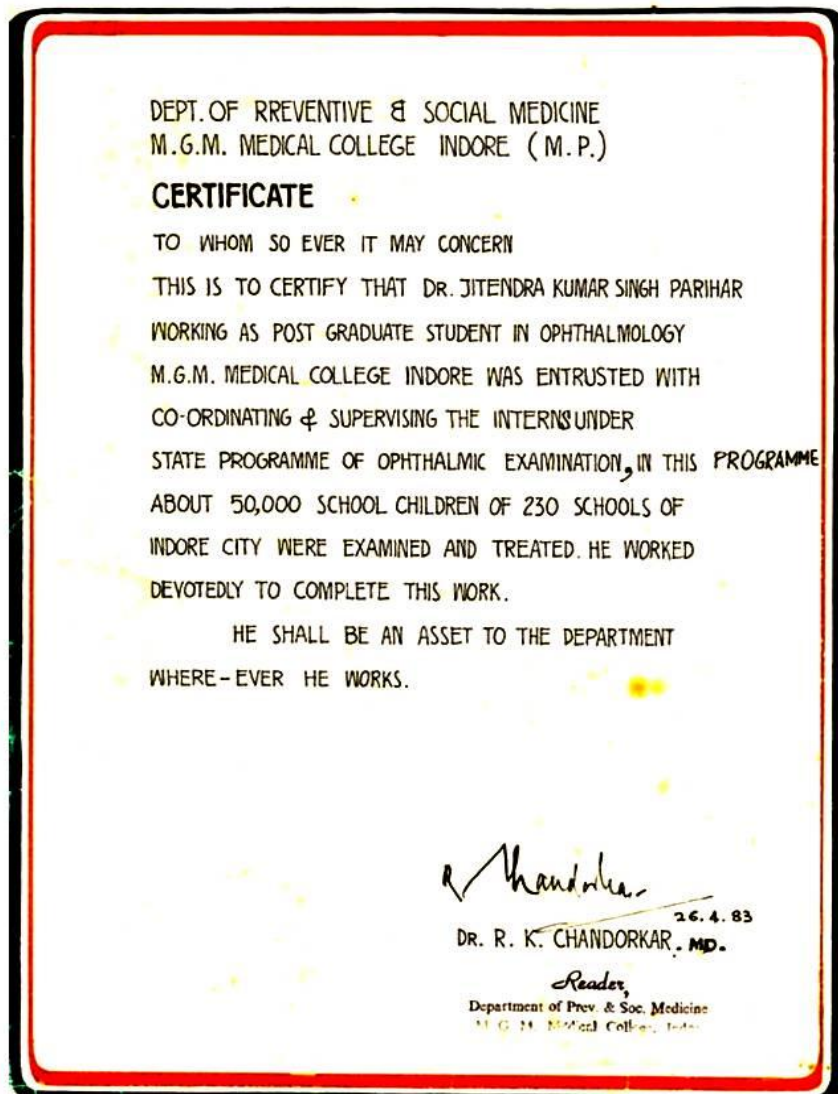 DEPT. OF RREVENTIVE & SOCIAL MEDICINE
M.G.M. MEDICAL COLLEGE INDORE (M.P.)
CERTIFICATE
TO WHOM SO EVER IT MAY CONCERN
THIS IS TO CERTIFY THAT DR. JITENDRA KUMAR SINGH PARIHAR
WORKING AS POST GRADUATE STUDENT IN OPHTHALMOLOGY
M.G.M. MEDICAL COLLEGE INDORE WAS ENTRUSTED WITH
CO-ORDINATING & SUPERVISING THE INTERNS UNDER
STATE PROGRAMME OF OPHTHALMIC EXAMINATION, IN THIS PROGRAMME
ABOUT 50,000 SCHOOL CHILDREN OF 230 SCHOOLS OF
INDORE CITY WERE EXAMINED AND TREATED. HE WORKED
DEVOTEDLY TO COMPLETE THIS WORK.
HE SHALL BE AN ASSET TO THE DEPARTMENT
WHERE-EVER HE WORKS.
R Chandorkar
26.4.83
DR. R. K. CHANDORKAR. MD.
Reader,
Department of Prev. & Soc. Medicine
M. G. M. Medical College, Indore